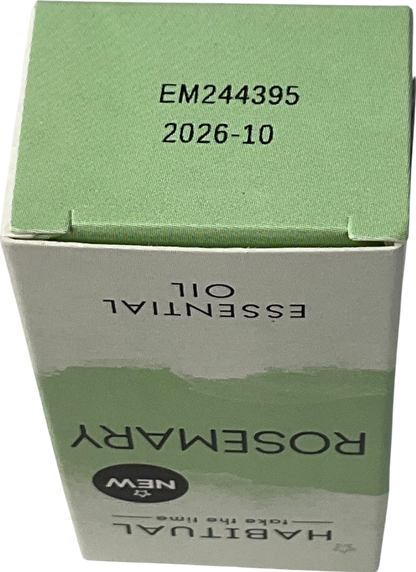 EM244395
2026-10
HABITUAL
take the time
NEW
ROSEMARY
ESSENTIAL
OIL